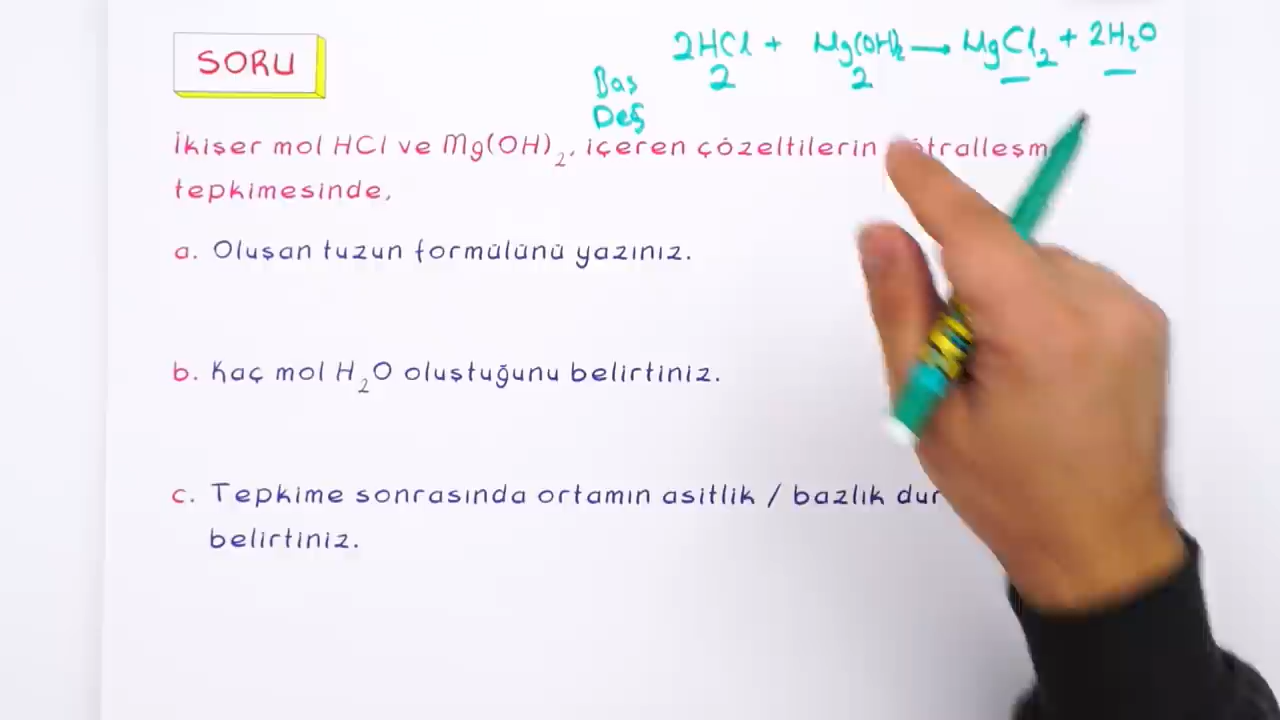 SORU
2HCl + Mg(OH)₂ → MgCl₂ + 2H₂O
Baş 2 2
Değ
İkişer mol HCl ve Mg(OH)₂, içeren çözeltilerin
tepkimesinde,
a. Oluşan tuzun formülünü yazınız.
b. Kaç mol H₂O oluştuğunu belirtiniz.
c. Tepkime sonrasında ortamın asitlik / bazlık
belirtiniz.